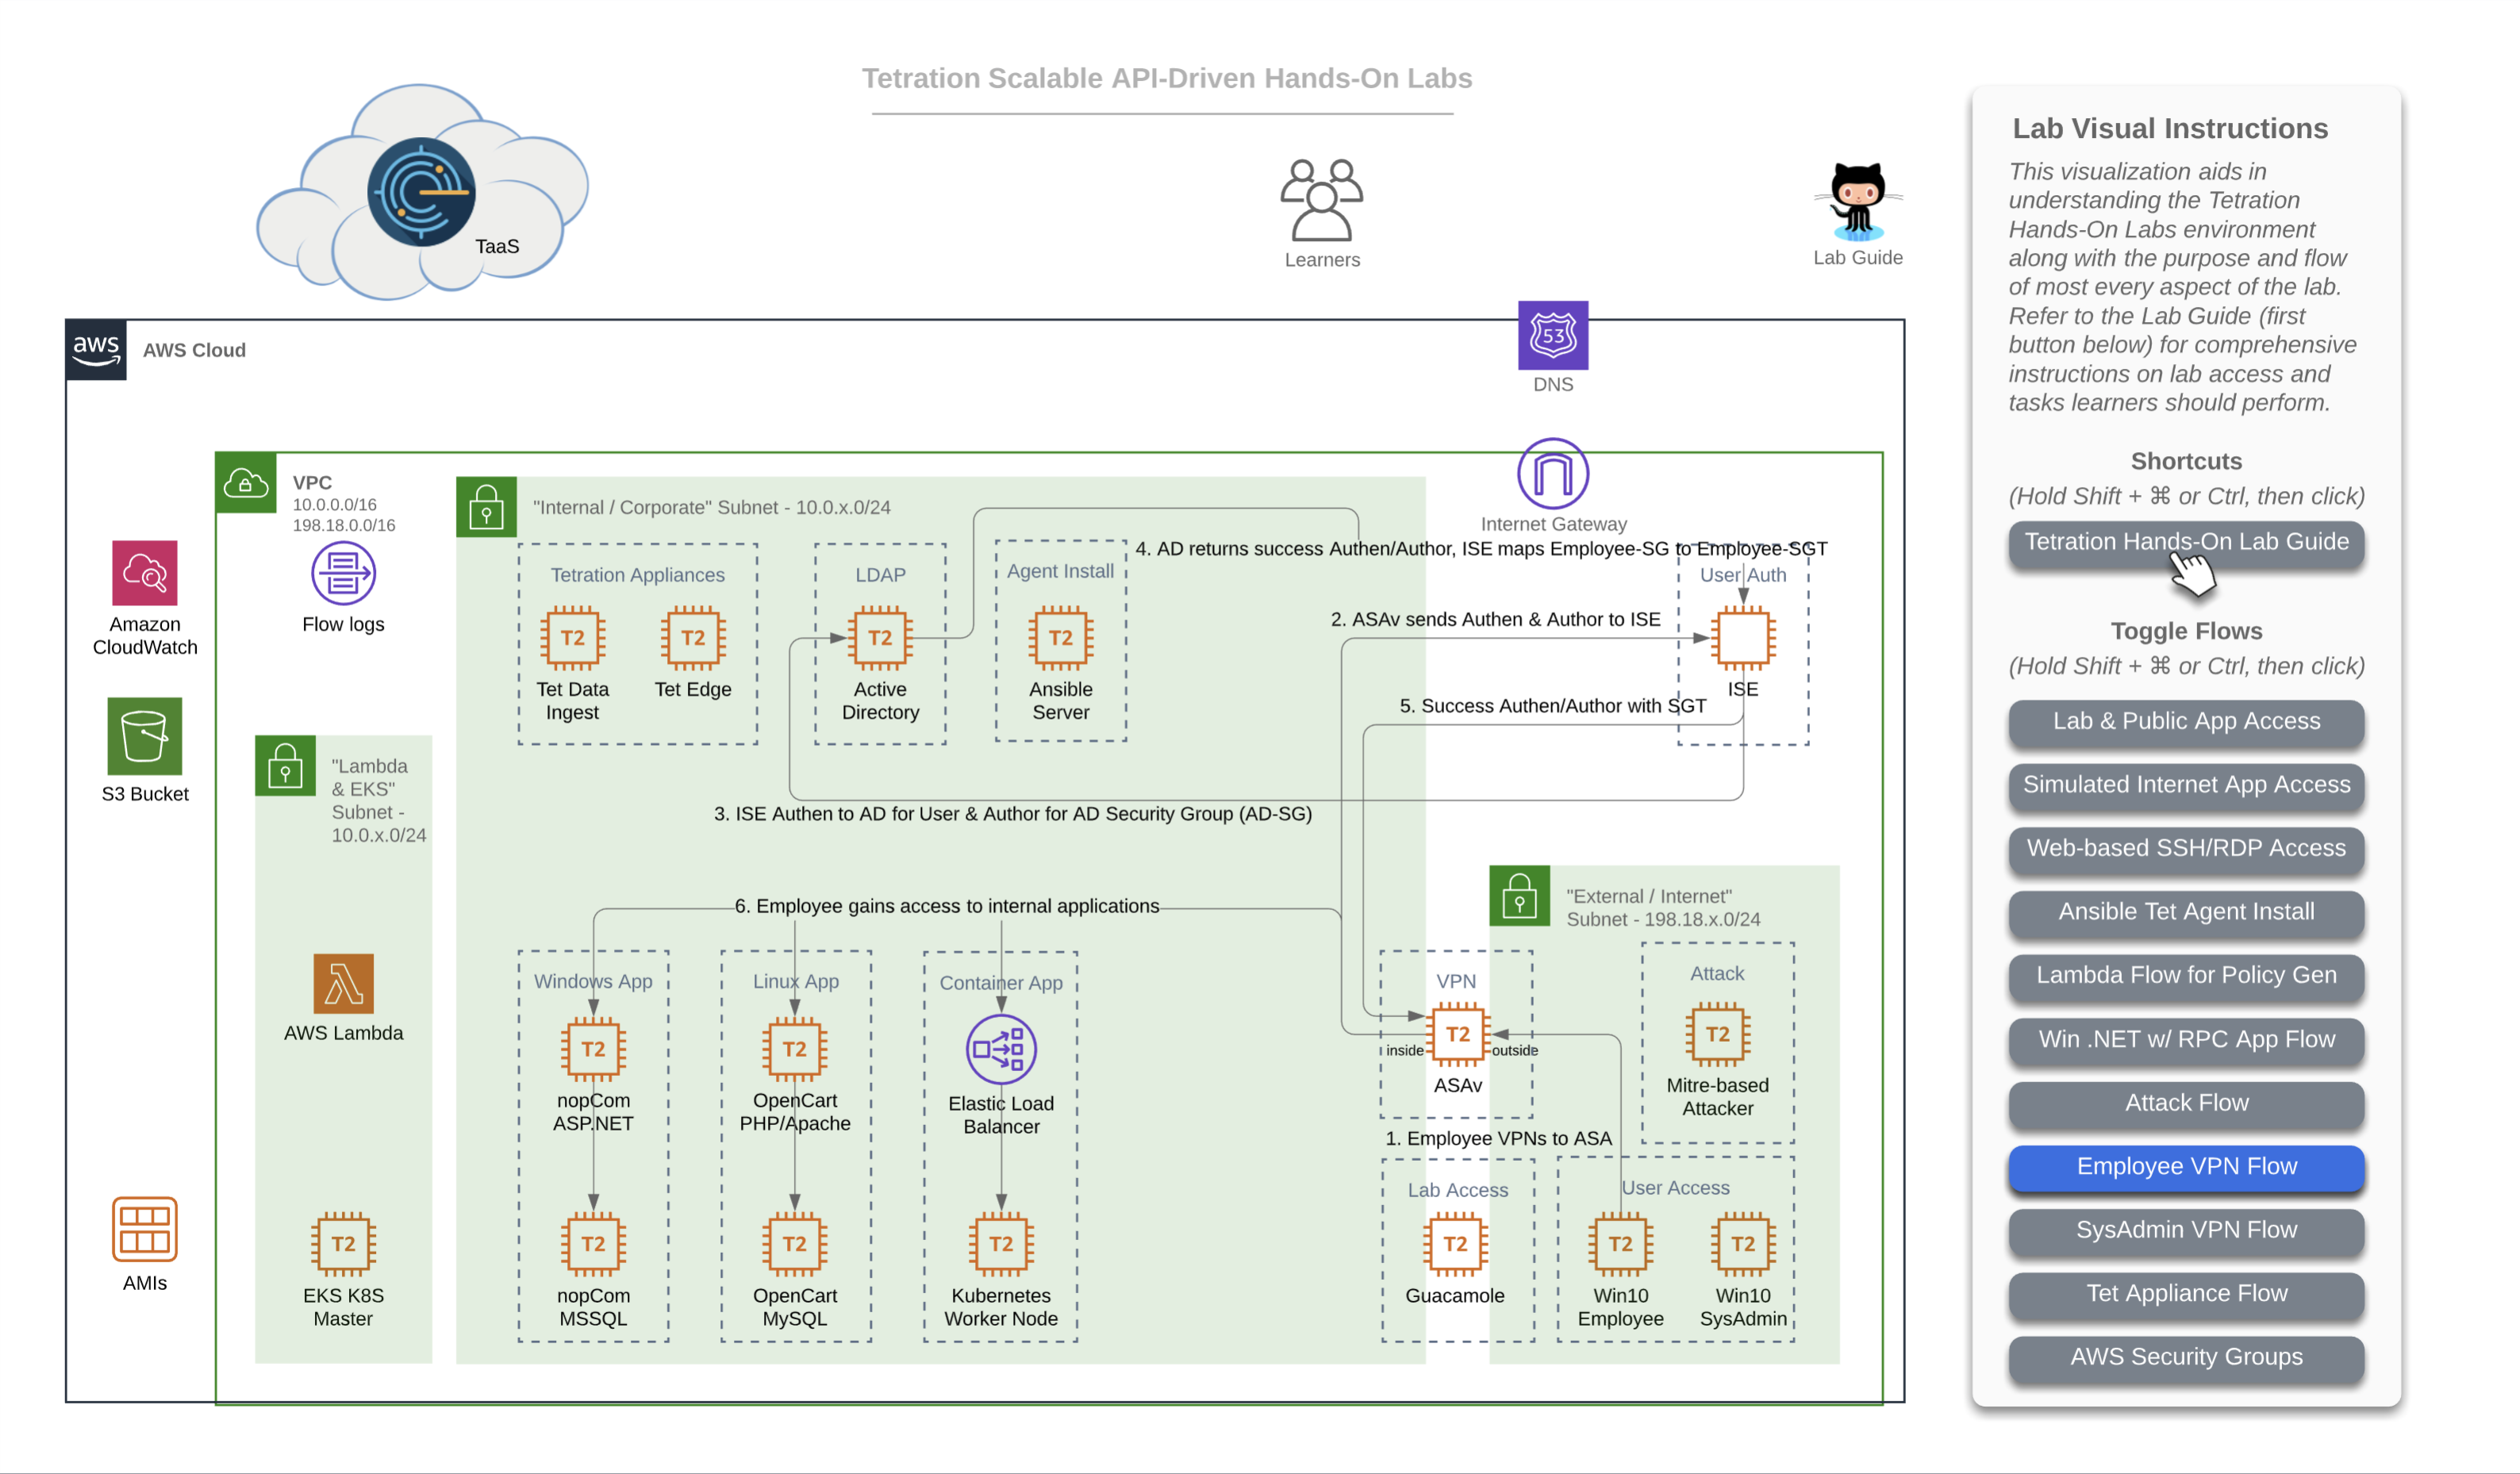 Tetration Scalable API-Driven Hands-On Labs
TaaS
Learners
Lab Guide
aws
AWS Cloud
53
DNS
VPC
10.0.0.0/16
198.18.0.0/16
Flow logs
Internet Gateway
Amazon
CloudWatch
S3 Bucket
AMIs
"Lambda
& EKS"
Subnet -
10.0.x.0/24
AWS Lambda
T2
EKS K8S
Master
"Internal / Corporate" Subnet - 10.0.x.0/24
Tetration Appliances
T2
Tet Data
Ingest
T2
Tet Edge
LDAP
T2
Active
Directory
Agent Install
T2
Ansible
Server
4. AD returns success Authen/Author, ISE maps Employee-SG to Employee-SGT
User Auth
ISE
2. ASAv sends Authen & Author to ISE
5. Success Authen/Author with SGT
3. ISE Authen to AD for User & Author for AD Security Group (AD-SG)
6. Employee gains access to internal applications
Windows App
T2
nopCom
ASP.NET
T2
nopCom
MSSQL
Linux App
T2
OpenCart
PHP/Apache
T2
OpenCart
MySQL
Container App
Elastic Load
Balancer
T2
Kubernetes
Worker Node
"External / Internet"
Subnet - 198.18.x.0/24
VPN
T2
inside
outside
ASAv
Attack
T2
Mitre-based
Attacker
1. Employee VPNs to ASA
Lab Access
T2
Guacamole
User Access
T2
Win10
Employee
T2
Win10
SysAdmin
Lab Visual Instructions
This visualization aids in
understanding the Tetration
Hands-On Labs environment
along with the purpose and flow
of most every aspect of the lab.
Refer to the Lab Guide (first
button below) for comprehensive
instructions on lab access and
tasks learners should perform.
Shortcuts
(Hold Shift + ⌘ or Ctrl, then click)
Tetration Hands-On Lab Guide
Toggle Flows
(Hold Shift + ⌘ or Ctrl, then click)
Lab & Public App Access
Simulated Internet App Access
Web-based SSH/RDP Access
Ansible Tet Agent Install
Lambda Flow for Policy Gen
Win .NET w/ RPC App Flow
Attack Flow
Employee VPN Flow
SysAdmin VPN Flow
Tet Appliance Flow
AWS Security Groups